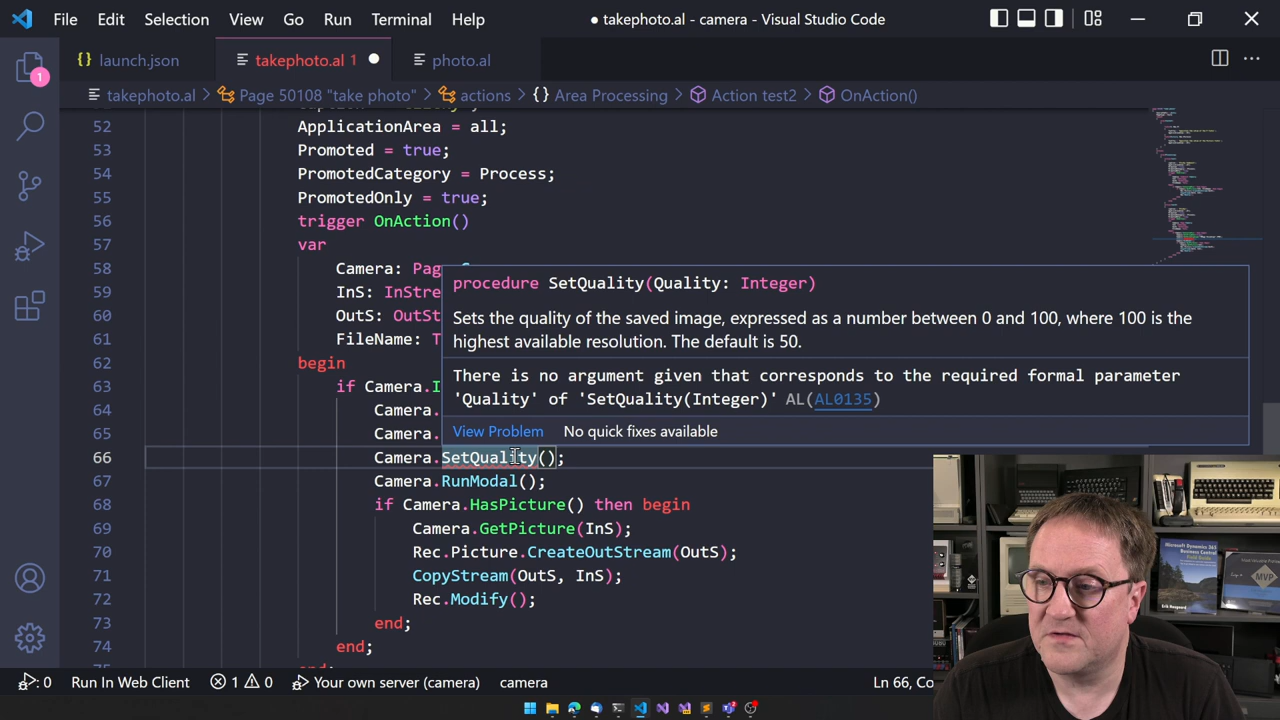 File Edit Selection View Go Run Terminal Help
● takephoto.al - camera - Visual Studio Code
{} launch.json
takephoto.al 1 ●
photo.al
takephoto.al > Page 50108 "take photo" > actions > {} Area Processing > Action test2 > OnAction()
1
52 ApplicationArea = all;
53 Promoted = true;
54 PromotedCategory = Process;
55 PromotedOnly = true;
56 trigger OnAction()
57 var
58 Camera:
59 InS:
60 OutS:
61 FileName:
62 begin
63 if Camera.
64 Camera.
65 Camera.
66 Camera.SetQuality();
67 Camera.RunModal();
68 if Camera.HasPicture() then begin
69 Camera.GetPicture(InS);
70 Rec.Picture.CreateOutStream(OutS);
71 CopyStream(OutS, InS);
72 Rec.Modify();
73 end;
74 end;
procedure SetQuality(Quality: Integer)
Sets the quality of the saved image, expressed as a number between 0 and 100, where 100 is the
highest available resolution. The default is 50.
There is no argument given that corresponds to the required formal parameter
'Quality' of 'SetQuality(Integer)' AL(AL0135)
View Problem No quick fixes available
Microsoft Dynamics 365
Business Central
MVP
: 0 Run In Web Client 1 0 Your own server (camera) camera
Ln 66,